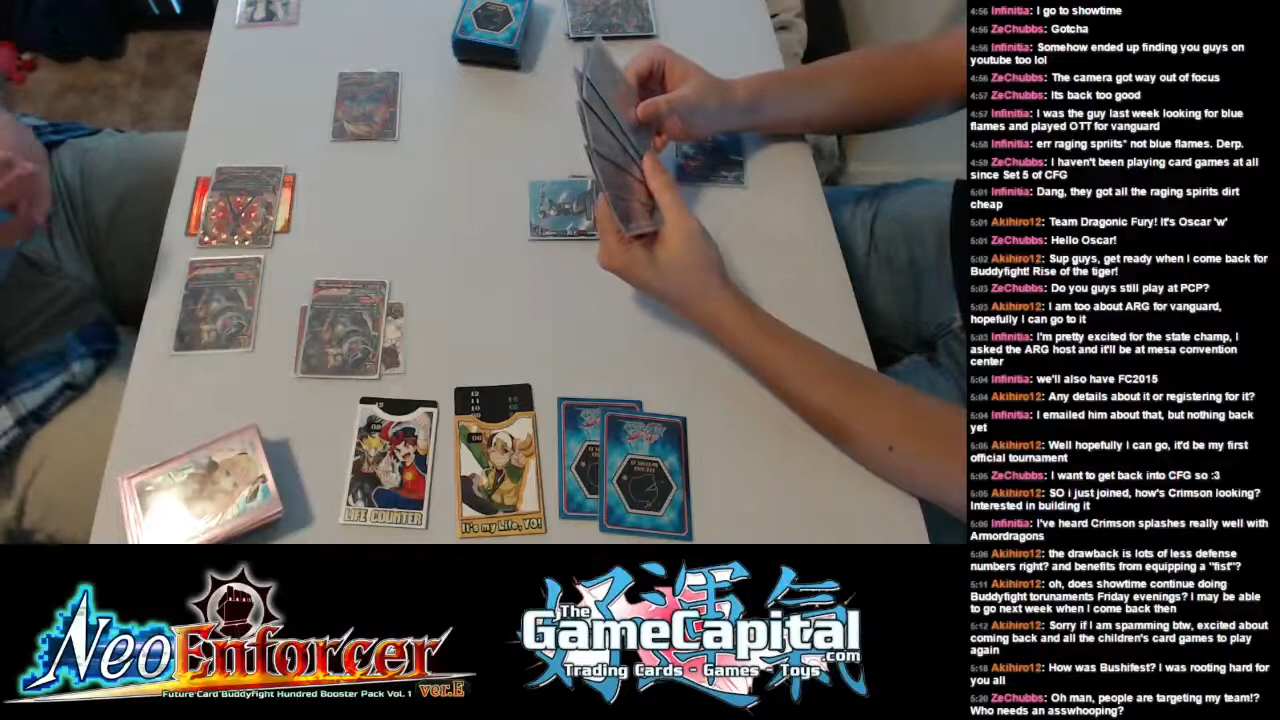 4:56 Infinitia: I go to showtime
4:56 ZeChubbs: Gotcha
4:56 Infinitia: Somehow ended up finding you guys on
youtube too lol
4:56 ZeChubbs: The camera got way out of focus
4:57 ZeChubbs: Its back too good
4:57 Infinitia: I was the guy last week looking for blue
flames and played OTT for vanguard
4:58 Infinitia: err raging spriits* not blue flames. Derp.
4:59 ZeChubbs: I haven't been playing card games at all
since Set 5 of CFG
5:01 Infinitia: Dang, they got all the raging spirits dirt
cheap
5:01 Akihiro12: Team Dragonic Fury! It's Oscar 'w'
5:01 ZeChubbs: Hello Oscar!
5:02 Akihiro12: Sup guys, get ready when I come back for
Buddyfight! Rise of the tiger!
5:03 ZeChubbs: Do you guys still play at PCP?
5:03 Akihiro12: I am too about ARG for vanguard,
hopefully I can go to it
5:03 Infinitia: I'm pretty excited for the state champ, I
asked the ARG host and it'll be at mesa convention
center
5:04 Infinitia: we'll also have FC2015
5:04 Akihiro12: Any details about it or registering for it?
5:04 Infinitia: I emailed him about that, but nothing back
yet
5:05 Akihiro12: Well hopefully I can go, it'd be my first
official tournament
5:05 ZeChubbs: I want to get back into CFG so :3
5:05 Akihiro12: SO i just joined, how's Crimson looking?
Interested in building it
5:06 Infinitia: I've heard Crimson splashes really well with
Armordragons
5:06 Akihiro12: the drawback is lots of less defense
numbers right? and benefits from equipping a "fist"?
5:11 Akihiro12: oh, does showtime continue doing
Buddyfight torunaments Friday evenings? I may be able
to go next week when I come back then
5:12 Akihiro12: Sorry if I am spamming btw, excited about
coming back and all the children's card games to play
again
5:18 Akihiro12: How was Bushifest? I was rooting hard for
you all
5:20 ZeChubbs: Oh man, people are targeting my team!?
Who needs an asswhooping?
LIFE COUNTER
It's my Life, YO!
NeoEnforcer
ver.E
Future Card Buddyfight Hundred Booster Pack Vol. 1
好運氣
The
GameCapital
.com
Trading Cards - Games - Toys